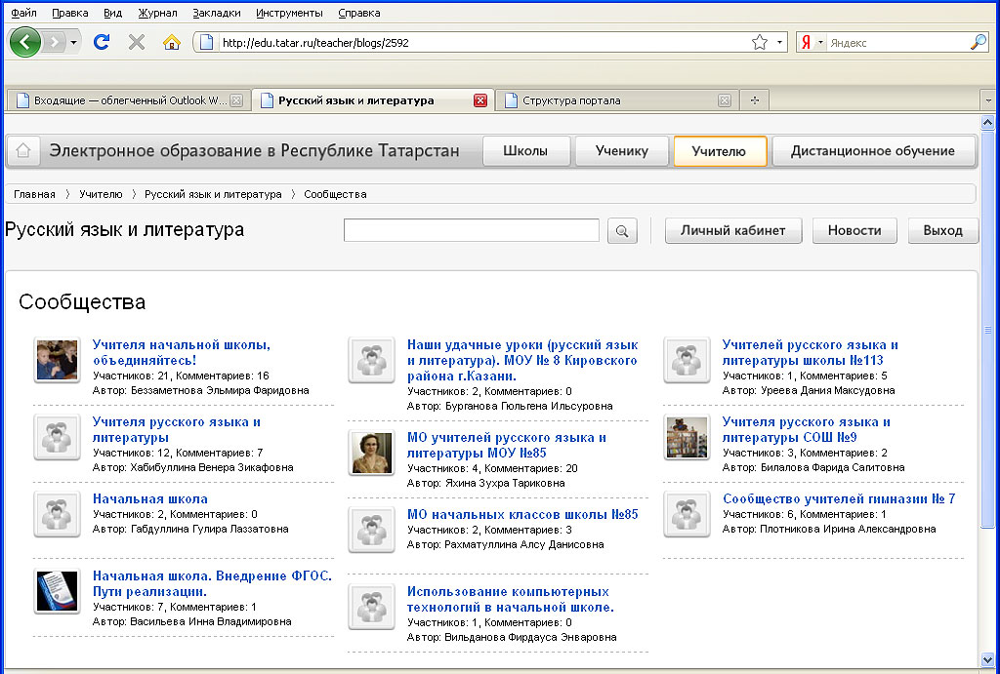 Файл Правка Вид Журнал Закладки Инструменты Справка
http://edu.tatar.ru/teacher/blogs/2592
Я Яндекс
Входящие — облегченный Outlook W...
Русский язык и литература
Структура портала
Электронное образование в Республике Татарстан
Школы
Ученику
Учителю
Дистанционное обучение
Главная 〉 Учителю 〉 Русский язык и литература 〉 Сообщества
Русский язык и литература
Личный кабинет
Новости
Выход
Сообщества
Учителя начальной школы,
объединяйтесь!
Участников: 21, Комментариев: 16
Автор: Беззаметнова Эльмира Фаридовна
Учителя русского языка и
литературы
Участников: 12, Комментариев: 7
Автор: Хабибуллина Венера Зикафовна
Начальная школа
Участников: 2, Комментариев: 0
Автор: Габдуллина Гулира Лаззатовна
Начальная школа. Внедрение ФГОС.
Пути реализации.
Участников: 7, Комментариев: 1
Автор: Васильева Инна Владимировна
Наши удачные уроки (русский язык
и литература). МОУ № 8 Кировского
района г.Казани.
Участников: 2, Комментариев: 0
Автор: Бурганова Гюльгена Ильсуровна
МО учителей русского языка и
литературы МОУ №85
Участников: 4, Комментариев: 20
Автор: Яхина Зухра Тариковна
МО начальных классов школы №85
Участников: 2, Комментариев: 3
Автор: Рахматуллина Алсу Данисовна
Использование компьютерных
технологий в начальной школе.
Участников: 1, Комментариев: 0
Автор: Вильданова Фирдауса Энваровна
Учителей русского языка и
литературы школы №113
Участников: 1, Комментариев: 5
Автор: Уреева Дания Максудовна
Учителя русского языка и
литературы СОШ №9
Участников: 3, Комментариев: 2
Автор: Билалова Фарида Сагитовна
Сообщество учителей гимназии № 7
Участников: 6, Комментариев: 1
Автор: Плотникова Ирина Александровна